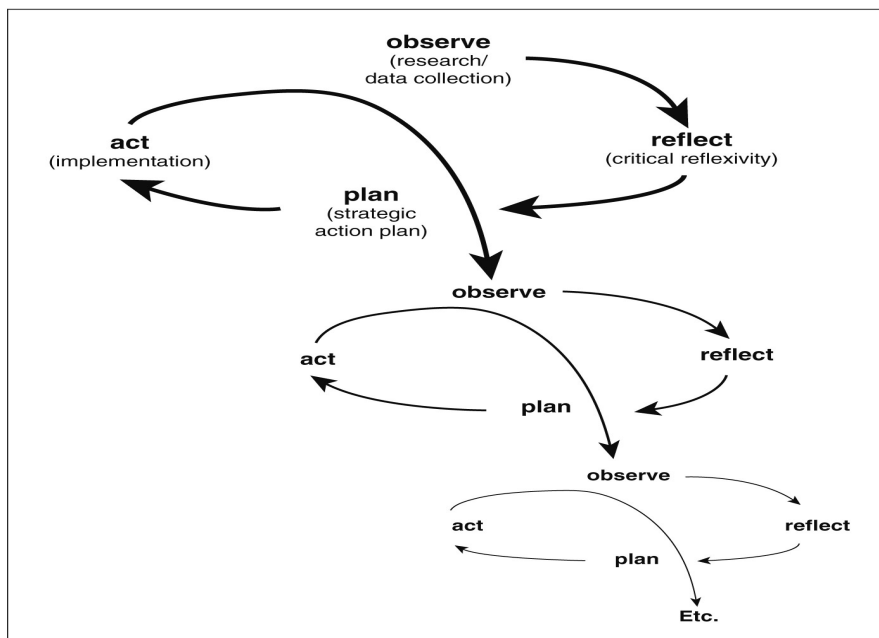 observe
(research/
data collection)
reflect
(critical reflexivity)
plan
(strategic
action plan)
act
(implementation)
observe
reflect
plan
act
observe
reflect
plan
act
Etc.